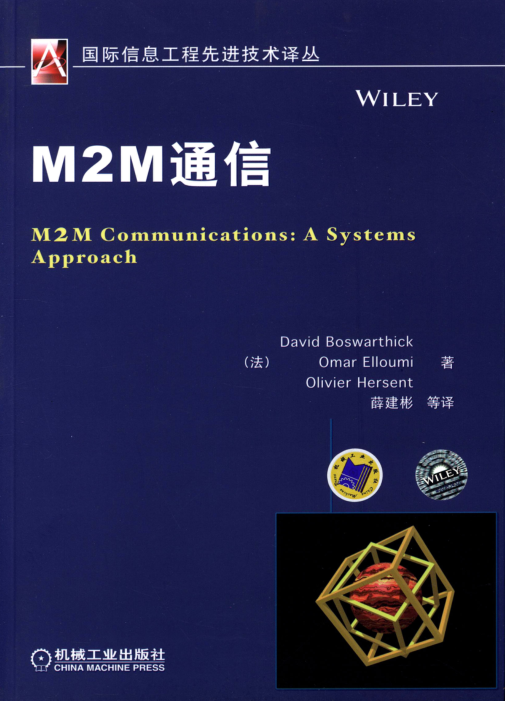 国际信息工程先进技术译丛
WILEY
M2M通信
M2M Communications: A Systems
Approach
David Boswarthick
(法) Omar Elloumi 著
Olivier Hersent
薛建彬 等译
WILEY
机械工业出版社
CHINA MACHINE PRESS